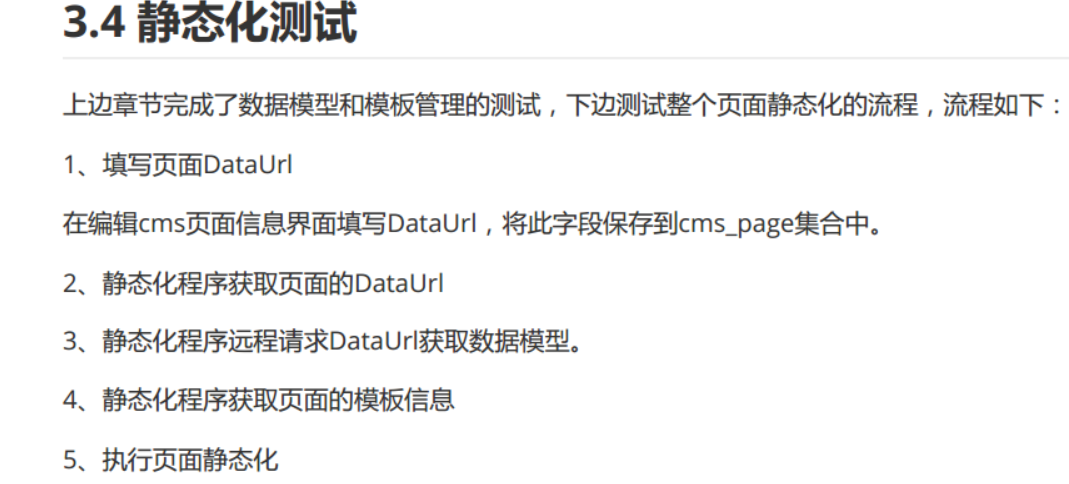 3.4 静态化测试
上边章节完成了数据模型和模板管理的测试，下边测试整个页面静态化的流程，流程如下：
1、填写页面DataUrl
在编辑cms页面信息界面填写DataUrl，将此字段保存到cms_page集合中。
2、静态化程序获取页面的DataUrl
3、静态化程序远程请求DataUrl获取数据模型。
4、静态化程序获取页面的模板信息
5、执行页面静态化